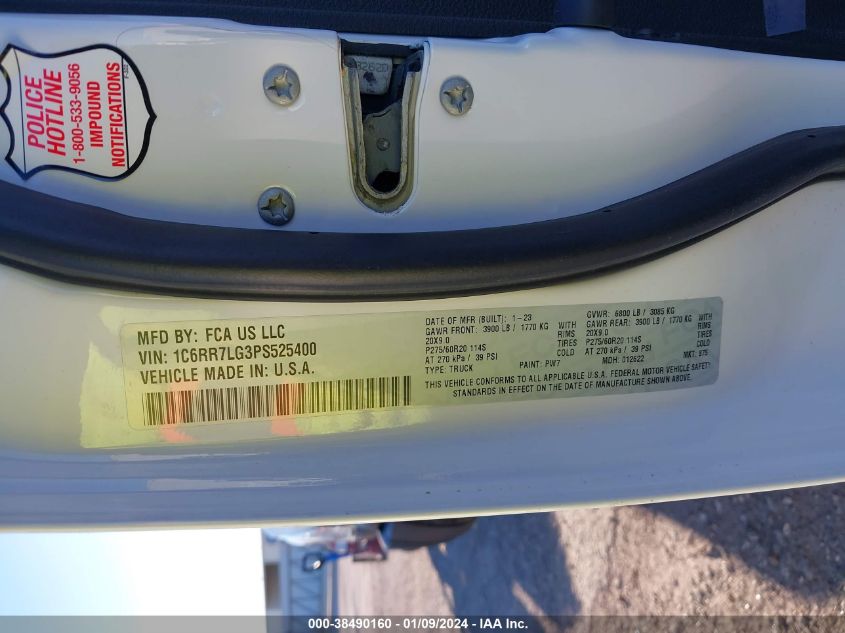 POLICE
HOTLINE
1-800-533-9056
IMPOUND
NOTIFICATIONS
MFD BY: FCA US LLC
VIN: 1C6RR7LG3PS525400
VEHICLE MADE IN: U.S.A.
DATE OF MFR (BUILT): 1-23
GVWR: 6800 LB / 3085 KG
GAWR FRONT: 3900 LB / 1770 KG WITH
GAWR REAR: 3900 LB / 1770 KG WITH
20X9.0 RIMS
20X9.0 RIMS
P275/60R20 114S TIRES
P275/60R20 114S TIRES
AT 270 kPa / 39 PSI COLD
AT 270 kPa / 39 PSI COLD
TYPE: TRUCK PAINT: PW7 MDH: 012622 MKT: 975
THIS VEHICLE CONFORMS TO ALL APPLICABLE U.S.A. FEDERAL MOTOR VEHICLE SAFETY
STANDARDS IN EFFECT ON THE DATE OF MANUFACTURE SHOWN ABOVE.
000-38490160 - 01/09/2024 - IAA Inc.